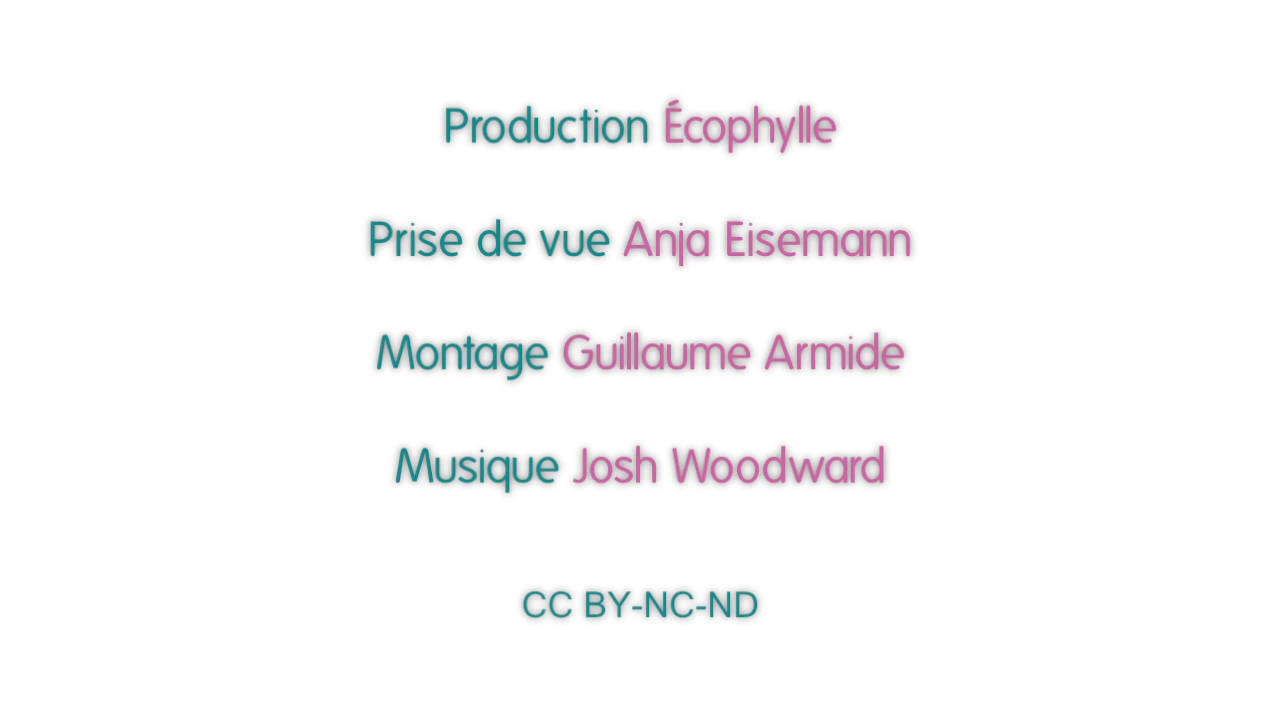 Production Écophylle
Prise de vue Anja Eisemann
Montage Guillaume Armide
Musique Josh Woodward
CC BY-NC-ND